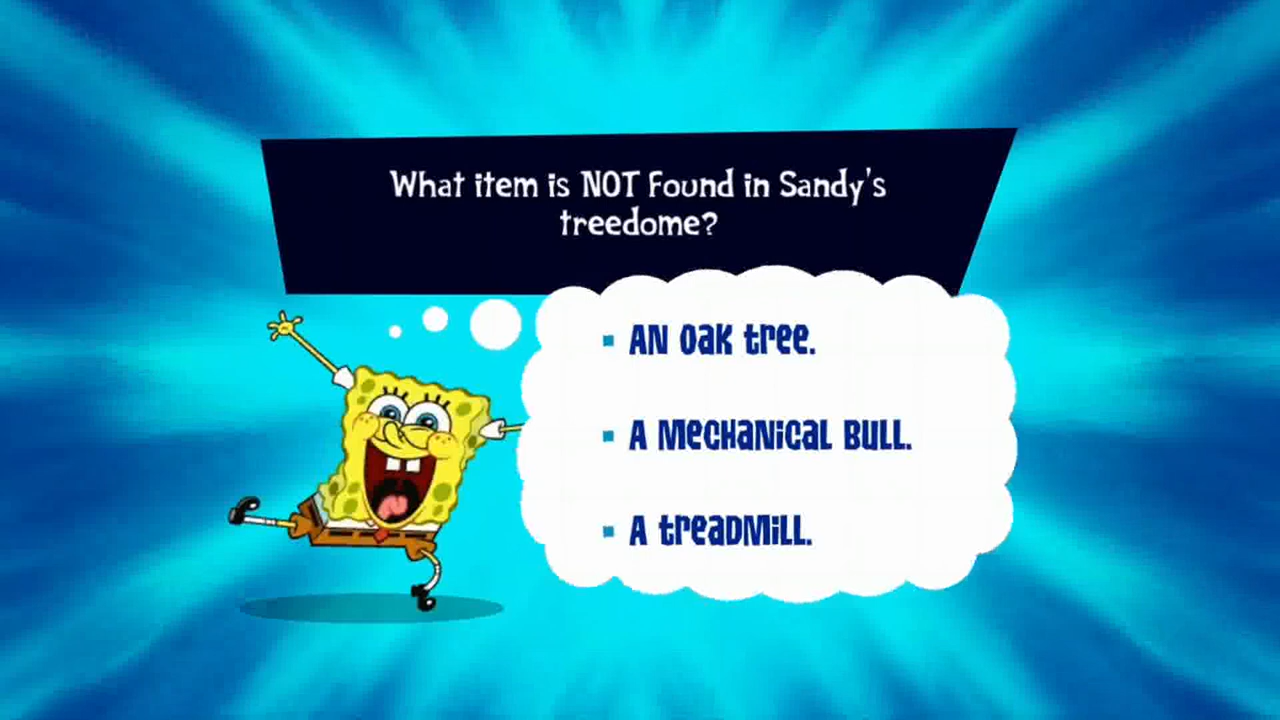 What item is NOT Found in Sandy's
treedome?
▪ AN Oak tree.
▪ A MECHANICAL BULL.
▪ A treadmill.